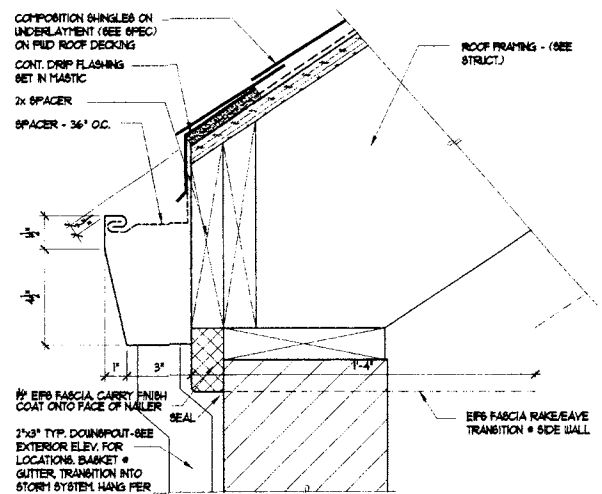 COMPOSITION SHINGLES ON
UNDERLAYMENT (SEE SPEC)
ON PLYD ROOF DECKING
CONT. DRIP FLASHING
SET IN MASTIC
2x SPACER
SPACER - 36" O.C.
ROOF FRAMING - (SEE
STRUCT.)
4½"
1"
3"
1'-4"
½" EIFS FASCIA. CARRY FINISH
COAT ONTO FACE OF NAILER
SEAL
2"x3" TYP. DOWNSPOUT-SEE
EXTERIOR ELEV. FOR
LOCATIONS. BASKET @
GUTTER, TRANSITION INTO
STORM SYSTEM. HANG PER
EIFS FASCIA RAKE/EAVE
TRANSITION @ SIDE WALL